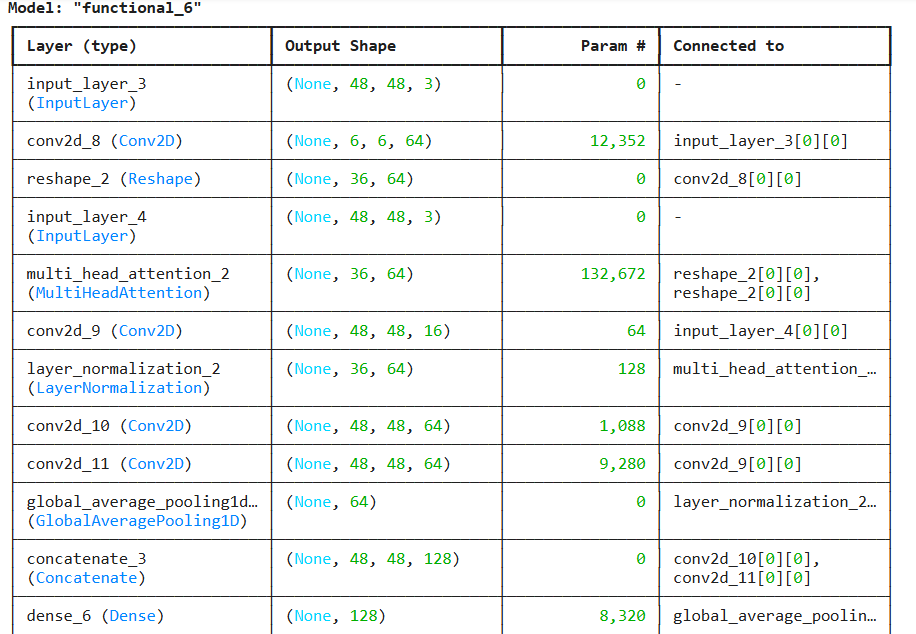 Model: "functional_6"
Layer (type) Output Shape Param # Connected to
input_layer_3 (None, 48, 48, 3) 0 -
(InputLayer)
conv2d_8 (Conv2D) (None, 6, 6, 64) 12,352 input_layer_3[0][0]
reshape_2 (Reshape) (None, 36, 64) 0 conv2d_8[0][0]
input_layer_4 (None, 48, 48, 3) 0 -
(InputLayer)
multi_head_attention_2 (None, 36, 64) 132,672 reshape_2[0][0],
(MultiHeadAttention) reshape_2[0][0]
conv2d_9 (Conv2D) (None, 48, 48, 16) 64 input_layer_4[0][0]
layer_normalization_2 (None, 36, 64) 128 multi_head_attention_…
(LayerNormalization)
conv2d_10 (Conv2D) (None, 48, 48, 64) 1,088 conv2d_9[0][0]
conv2d_11 (Conv2D) (None, 48, 48, 64) 9,280 conv2d_9[0][0]
global_average_pooling1d… (None, 64) 0 layer_normalization_2…
(GlobalAveragePooling1D)
concatenate_3 (None, 48, 48, 128) 0 conv2d_10[0][0],
(Concatenate) conv2d_11[0][0]
dense_6 (Dense) (None, 128) 8,320 global_average_poolin…